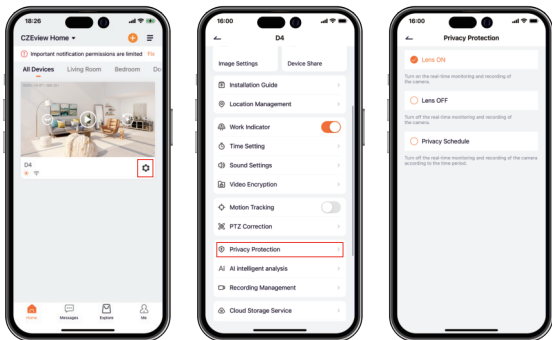 18:26
CZEview Home
Important notification permissions are limited Fix
All Devices Living Room Bedroom Do
D4
Home Messages Explore Me
16:00
D4
Image Settings Device Share
Installation Guide
Location Management
Work Indicator
Time Setting
Sound Settings
Video Encryption
Motion Tracking
PTZ Correction
Privacy Protection
AI AI intelligent analysis
Recording Management
Cloud Storage Service
16:00
Privacy Protection
Lens ON
Turn on the real-time monitoring and recording of
the camera.
Lens OFF
Turn off the real-time monitoring and recording of
the camera.
Privacy Schedule
Turn off the real-time monitoring and recording of the camera
according to the time period.